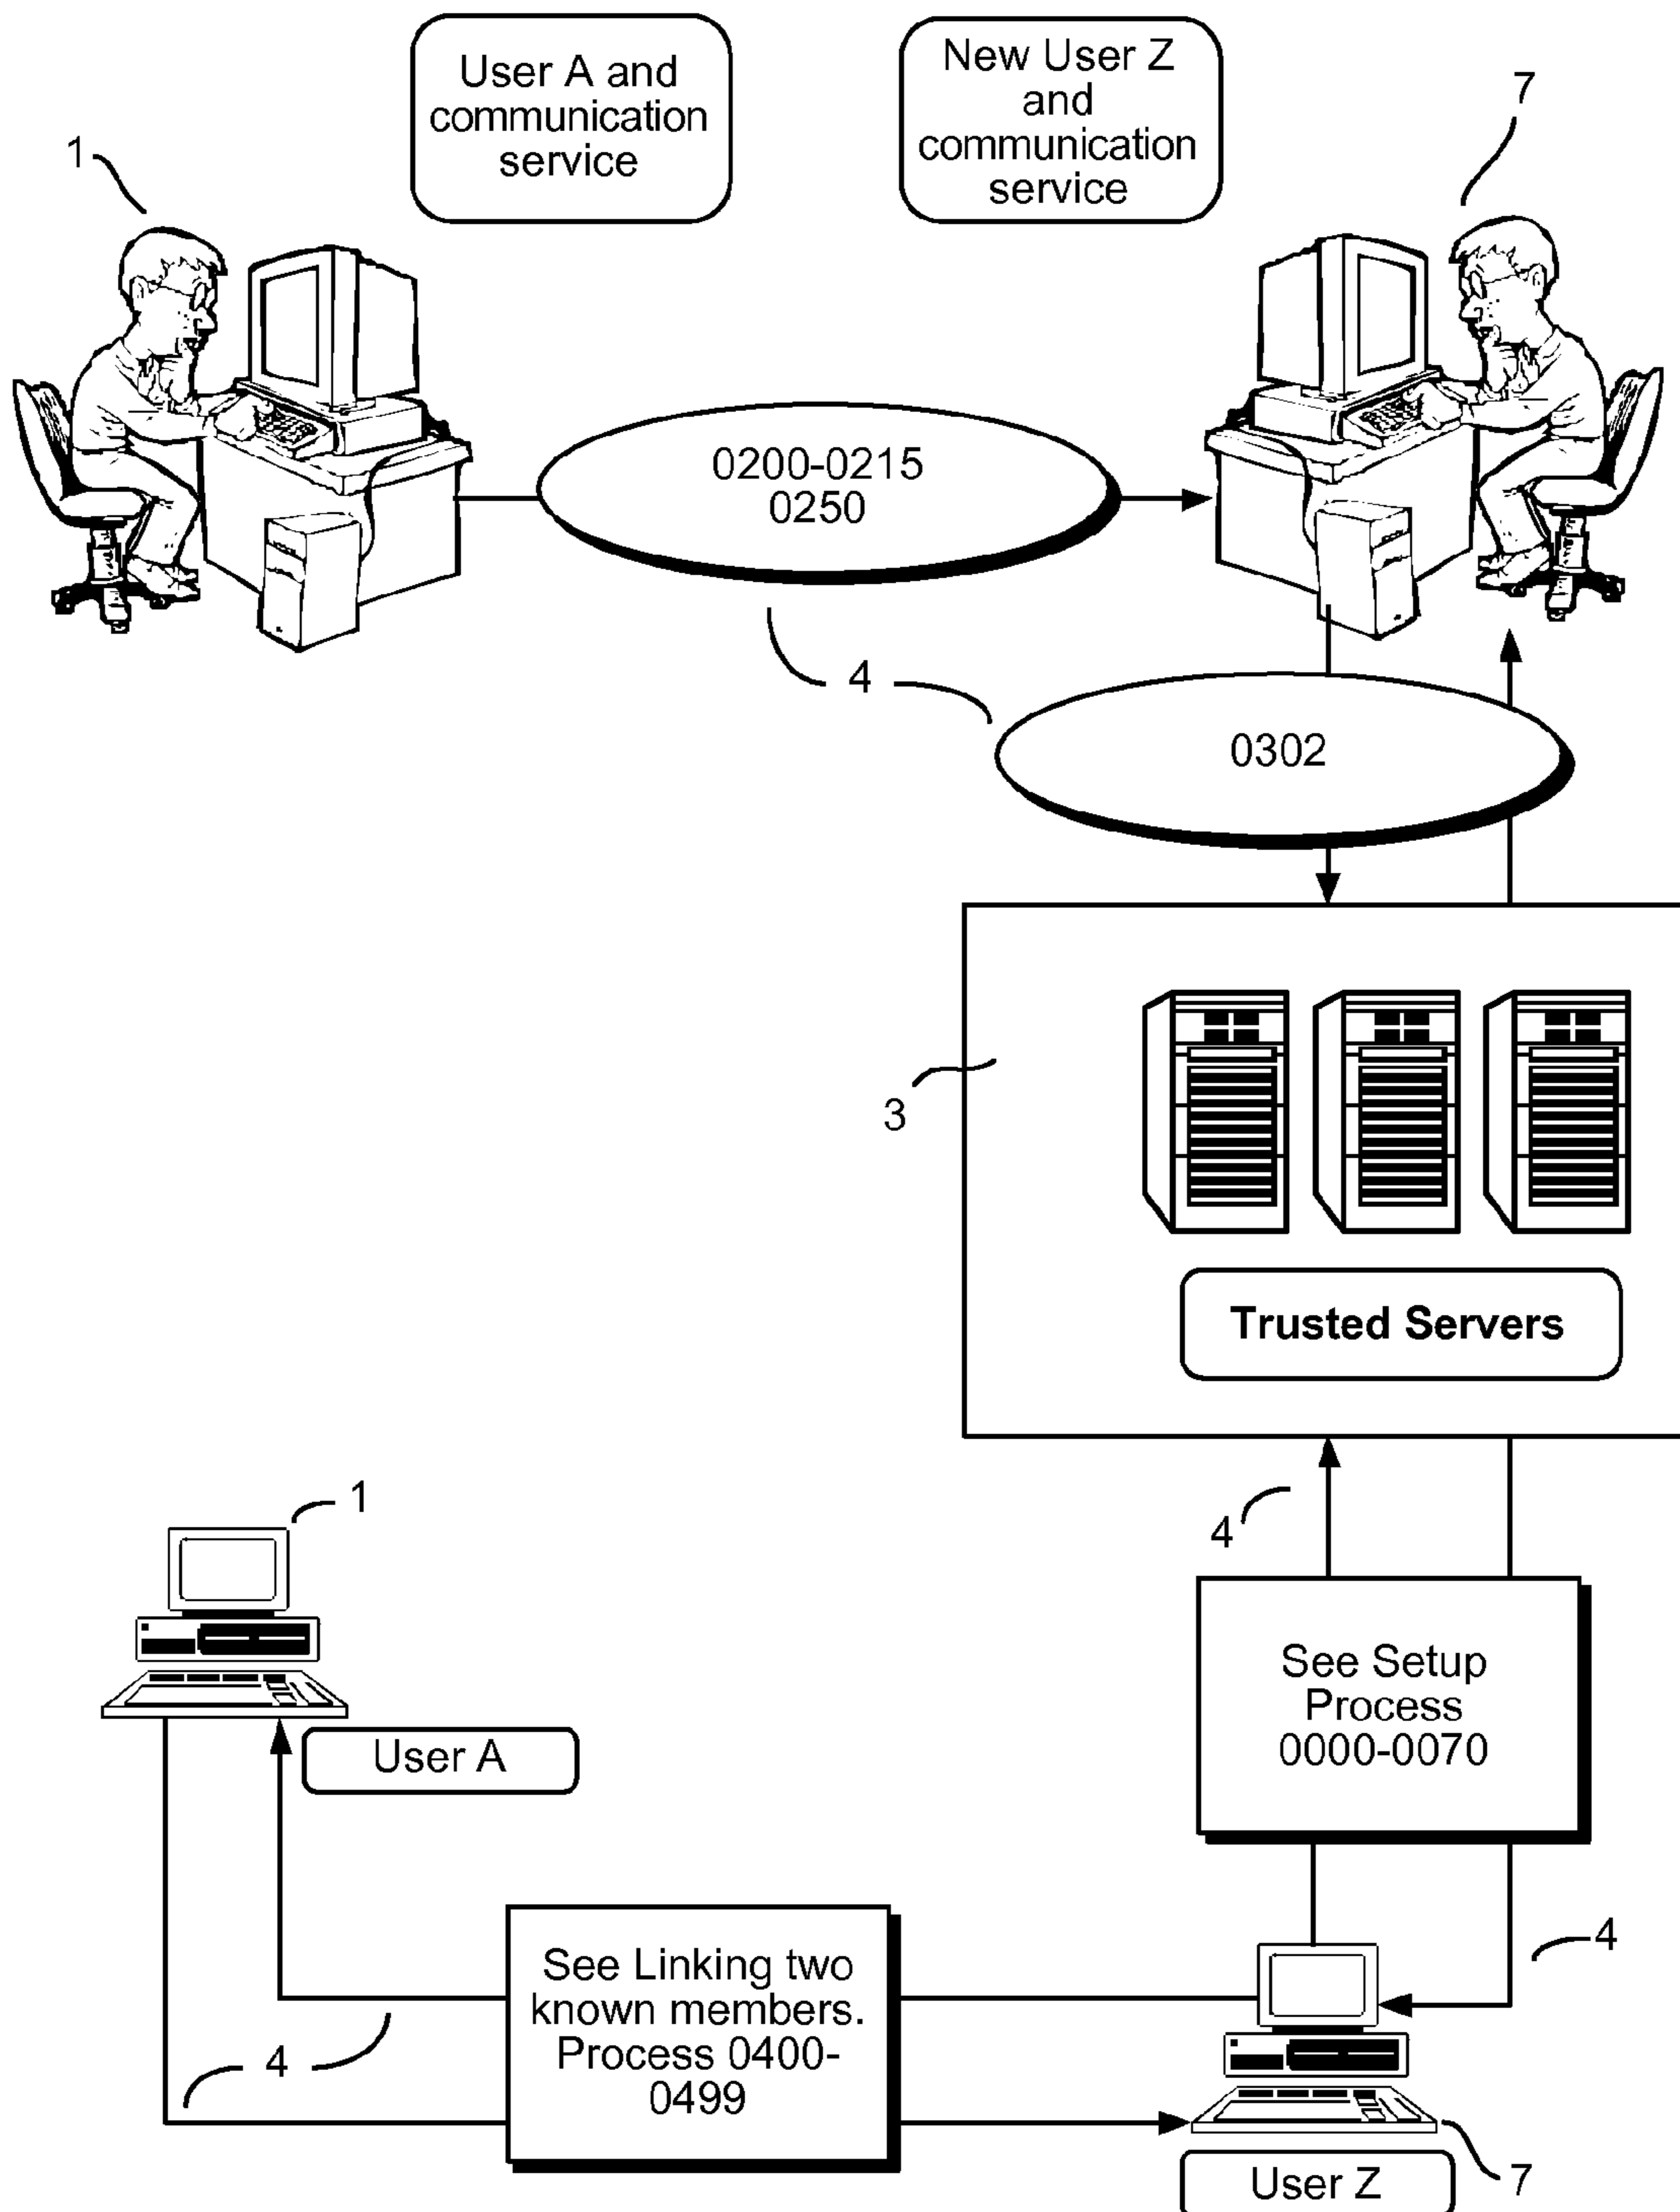 User A and
communication
service
New User Z
and
communication
service
1
7
0200-0215
0250
4
0302
3
Trusted Servers
1
4
See Setup
Process
0000-0070
User A
4
See Linking two
known members.
Process 0400-
0499
4
7
User Z